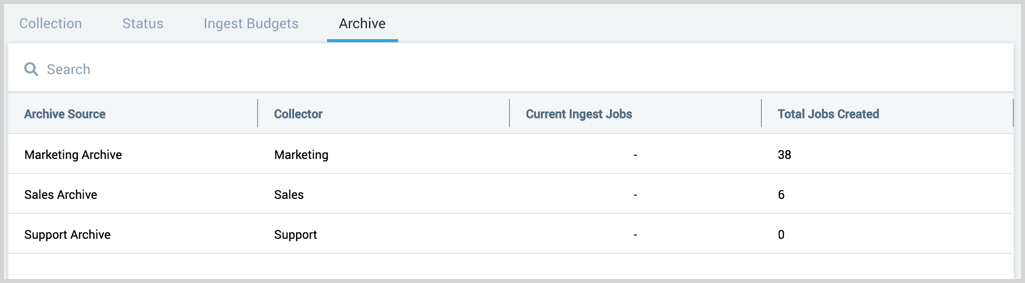 Collection Status Ingest Budgets Archive
Search
Archive Source Collector Current Ingest Jobs Total Jobs Created
Marketing Archive Marketing - 38
Sales Archive Sales - 6
Support Archive Support - 0